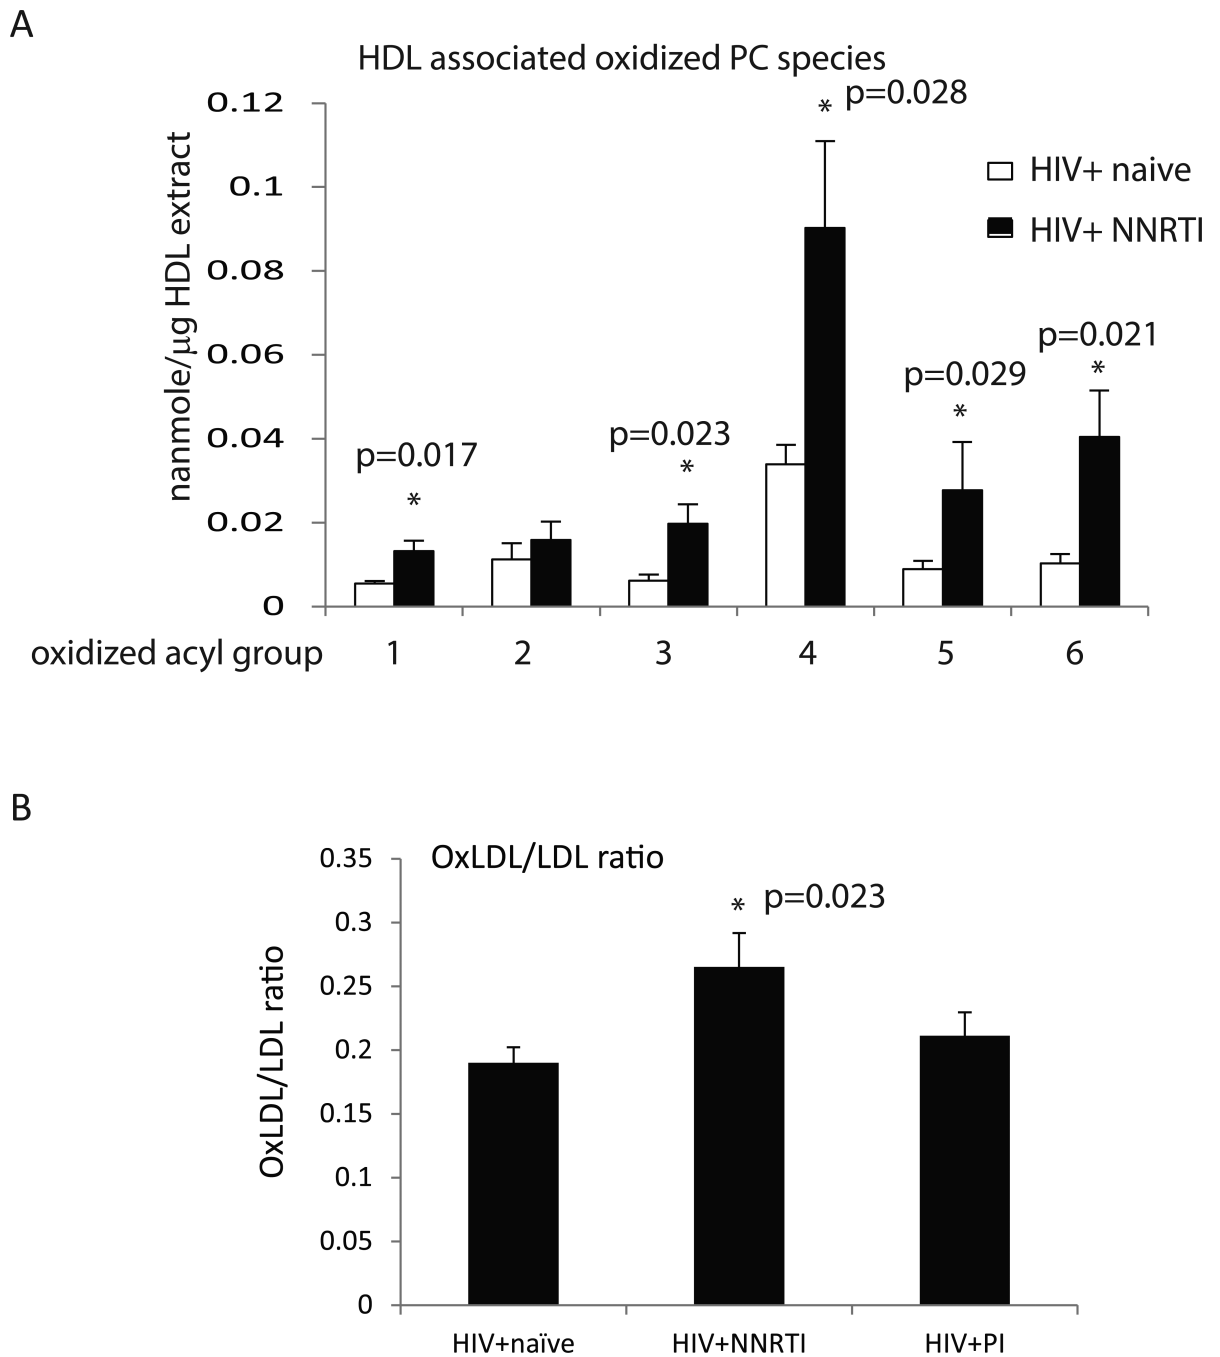 A
HDL associated oxidized PC species
nanmole/µg HDL extract
0.12
0.1
0.08
0.06
0.04
0.02
0
* p=0.028
HIV+ naive
HIV+ NNRTI
p=0.017
*
p=0.023
*
p=0.029
*
p=0.021
*
oxidized acyl group 1 2 3 4 5 6
B
OxLDL/LDL ratio
OxLDL/LDL ratio
0.35
0.3
0.25
0.2
0.15
0.1
0.05
0
* p=0.023
HIV+naïve HIV+NNRTI HIV+PI